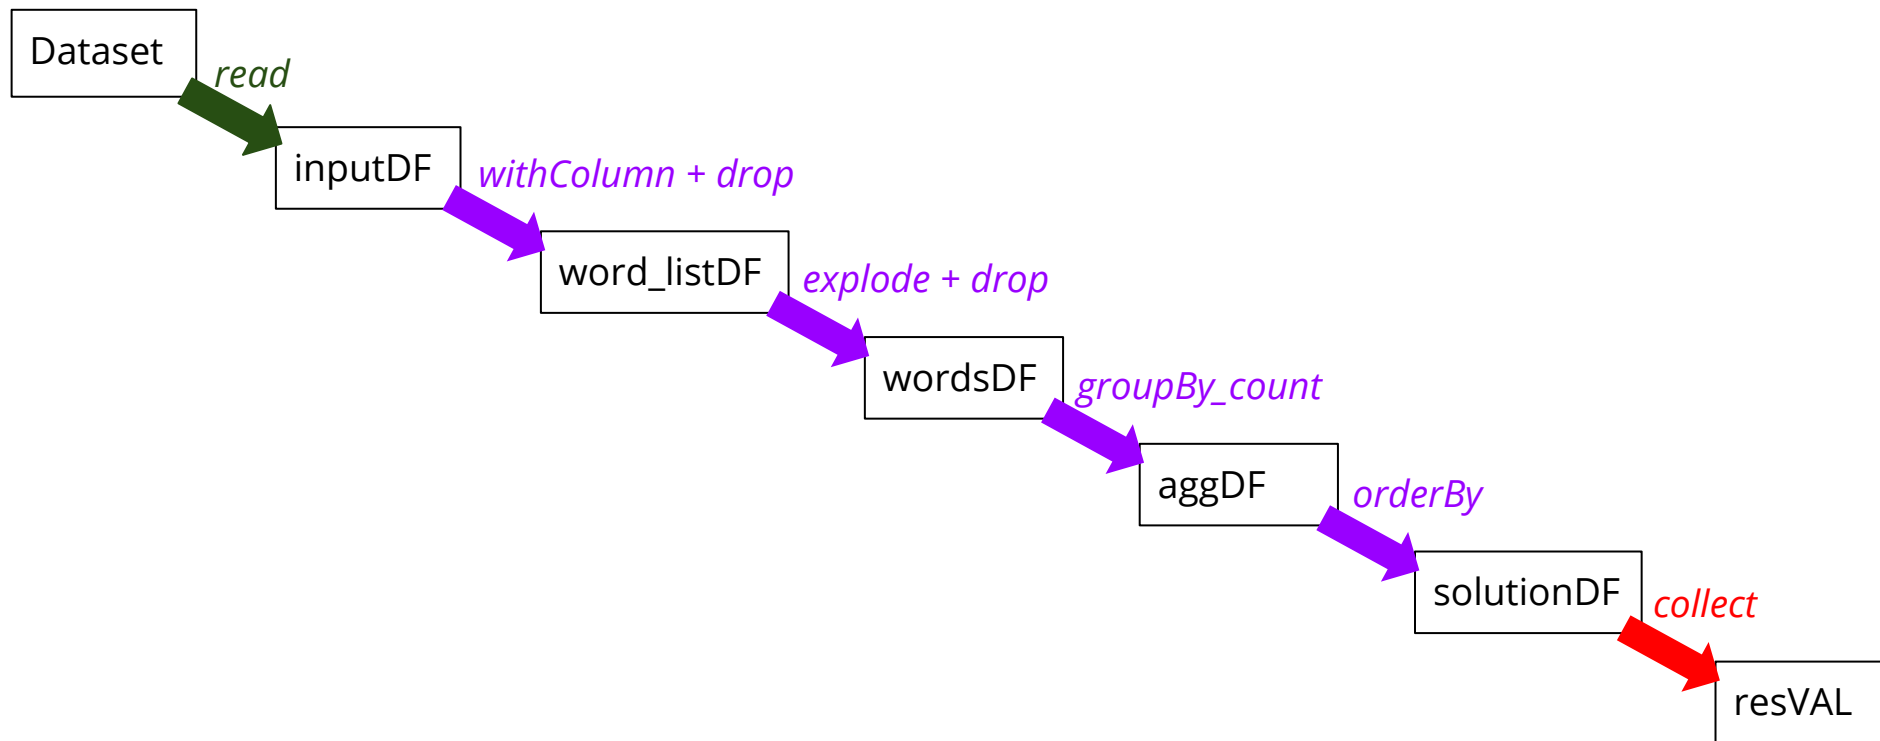 Dataset
read
inputDF
withColumn + drop
word_listDF
explode + drop
wordsDF
groupBy_count
aggDF
orderBy
solutionDF
collect
resVAL